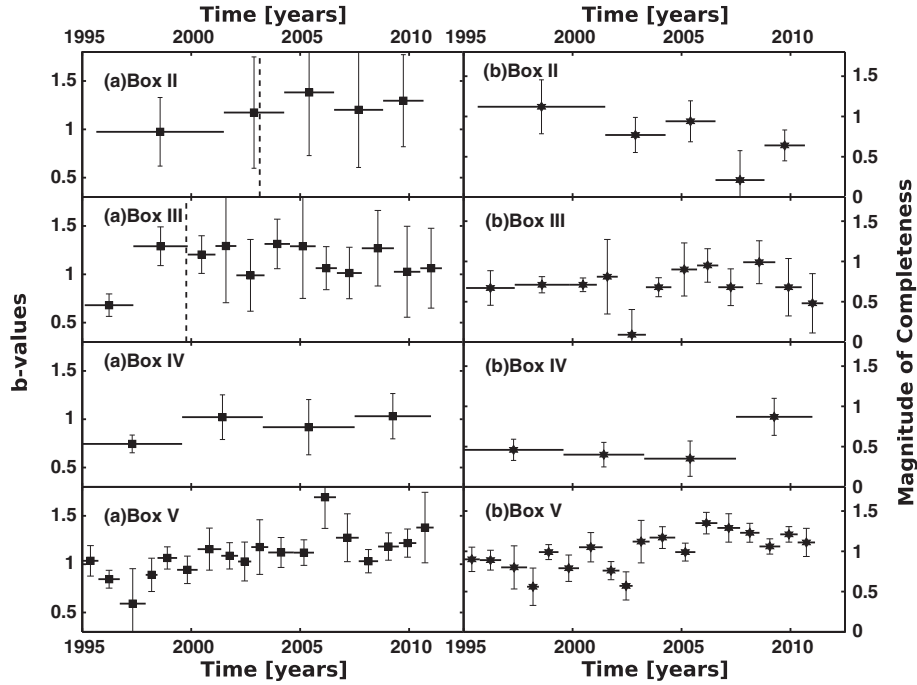 Time [years] Time [years]
1995 2000 2005 2010 1995 2000 2005 2010
(a)Box II (b)Box II
1.5 1.5
1 1
0.5 0.5
0
(a)Box III (b)Box III
1.5 1.5
1 1
0.5 0.5
0
(a)Box IV (b)Box IV
1.5 1.5
1 1
0.5 0.5
0
(a)Box V (b)Box V
1.5 1.5
1 1
0.5 0.5
0
b-values
Magnitude of Completeness
1995 2000 2005 2010 1995 2000 2005 2010
Time [years] Time [years]